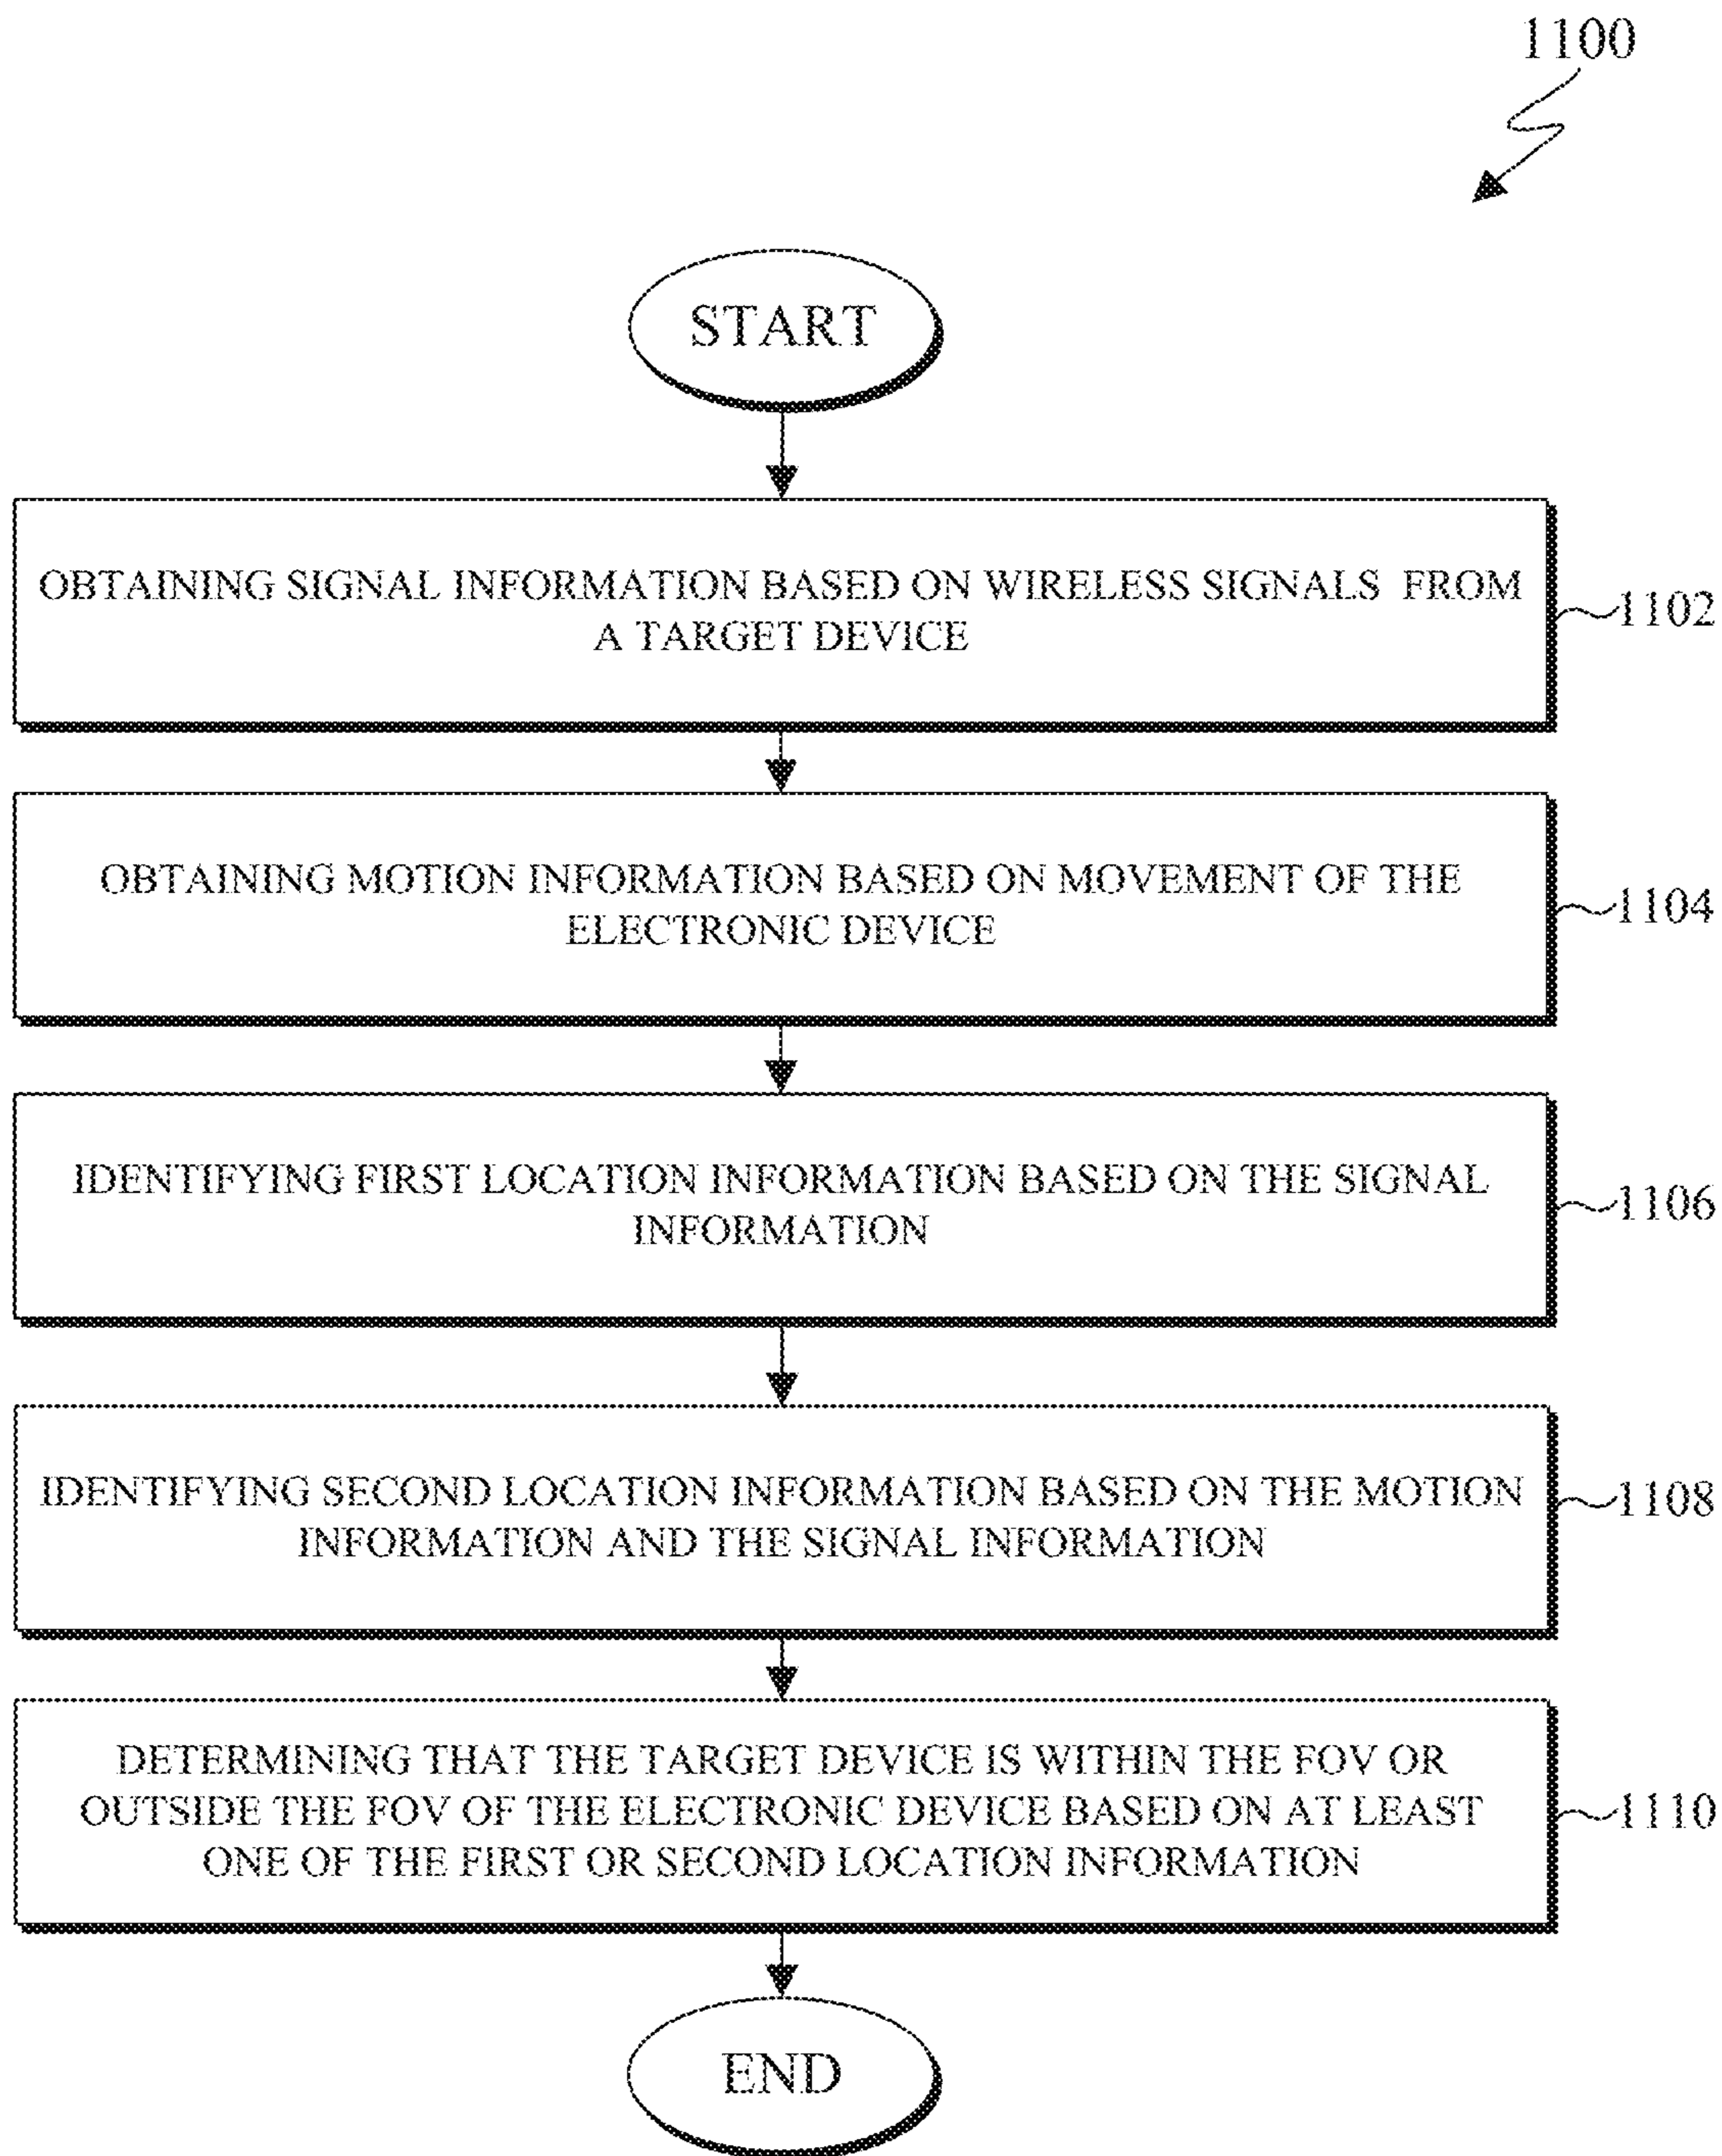 1100
START
OBTAINING SIGNAL INFORMATION BASED ON WIRELESS SIGNALS FROM
A TARGET DEVICE
1102
OBTAINING MOTION INFORMATION BASED ON MOVEMENT OF THE
ELECTRONIC DEVICE
1104
IDENTIFYING FIRST LOCATION INFORMATION BASED ON THE SIGNAL
INFORMATION
1106
IDENTIFYING SECOND LOCATION INFORMATION BASED ON THE MOTION
INFORMATION AND THE SIGNAL INFORMATION
1108
DETERMINING THAT THE TARGET DEVICE IS WITHIN THE FOV OR
OUTSIDE THE FOV OF THE ELECTRONIC DEVICE BASED ON AT LEAST
ONE OF THE FIRST OR SECOND LOCATION INFORMATION
1110
END